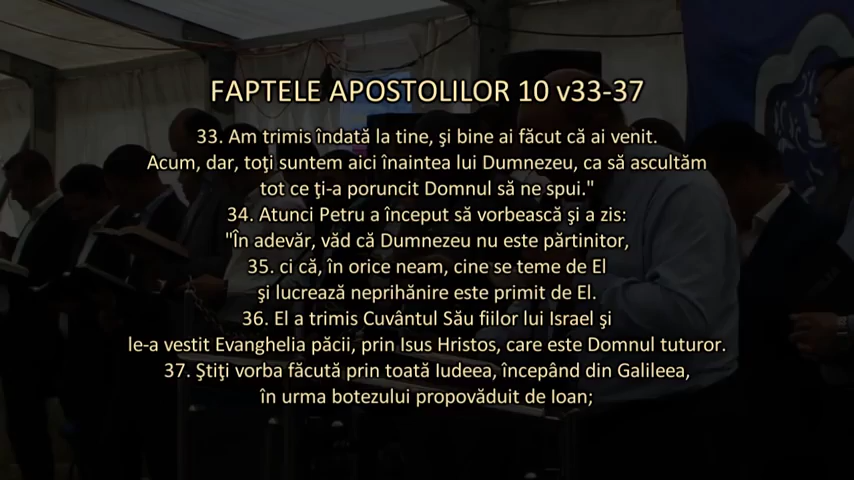 FAPTELE APOSTOLILOR 10 v33-37
33. Am trimis îndată la tine, şi bine ai făcut că ai venit.
Acum, dar, toţi suntem aici înaintea lui Dumnezeu, ca să ascultăm
tot ce ţi-a poruncit Domnul să ne spui."
34. Atunci Petru a început să vorbească şi a zis:
"În adevăr, văd că Dumnezeu nu este părtinitor,
35. ci că, în orice neam, cine se teme de El
şi lucrează neprihănire este primit de El.
36. El a trimis Cuvântul Său fiilor lui Israel şi
le-a vestit Evanghelia păcii, prin Isus Hristos, care este Domnul tuturor.
37. Ştiţi vorba făcută prin toată Iudeea, începând din Galileea,
în urma botezului propovăduit de Ioan;